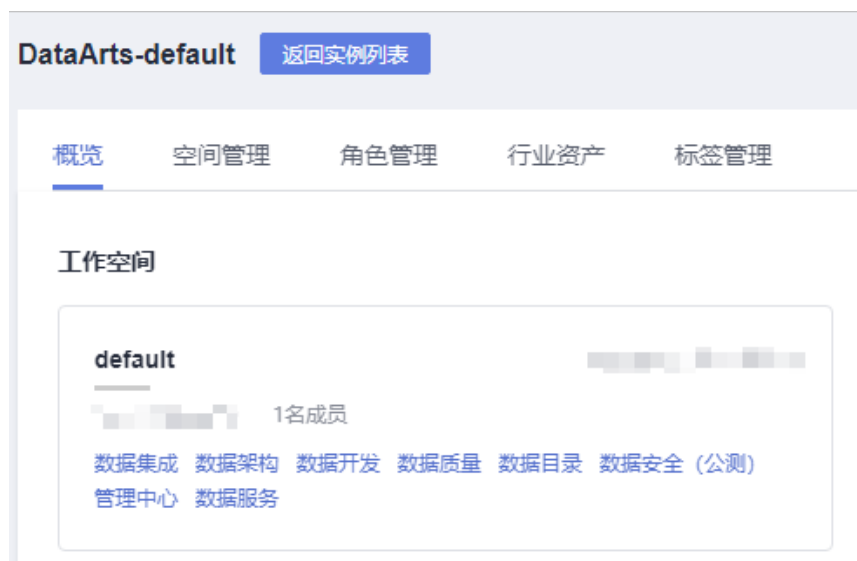 DataArts-default 返回实例列表
概览 空间管理 角色管理 行业资产 标签管理
工作空间
default
1名成员
数据集成 数据架构 数据开发 数据质量 数据目录 数据安全（公测）
管理中心 数据服务